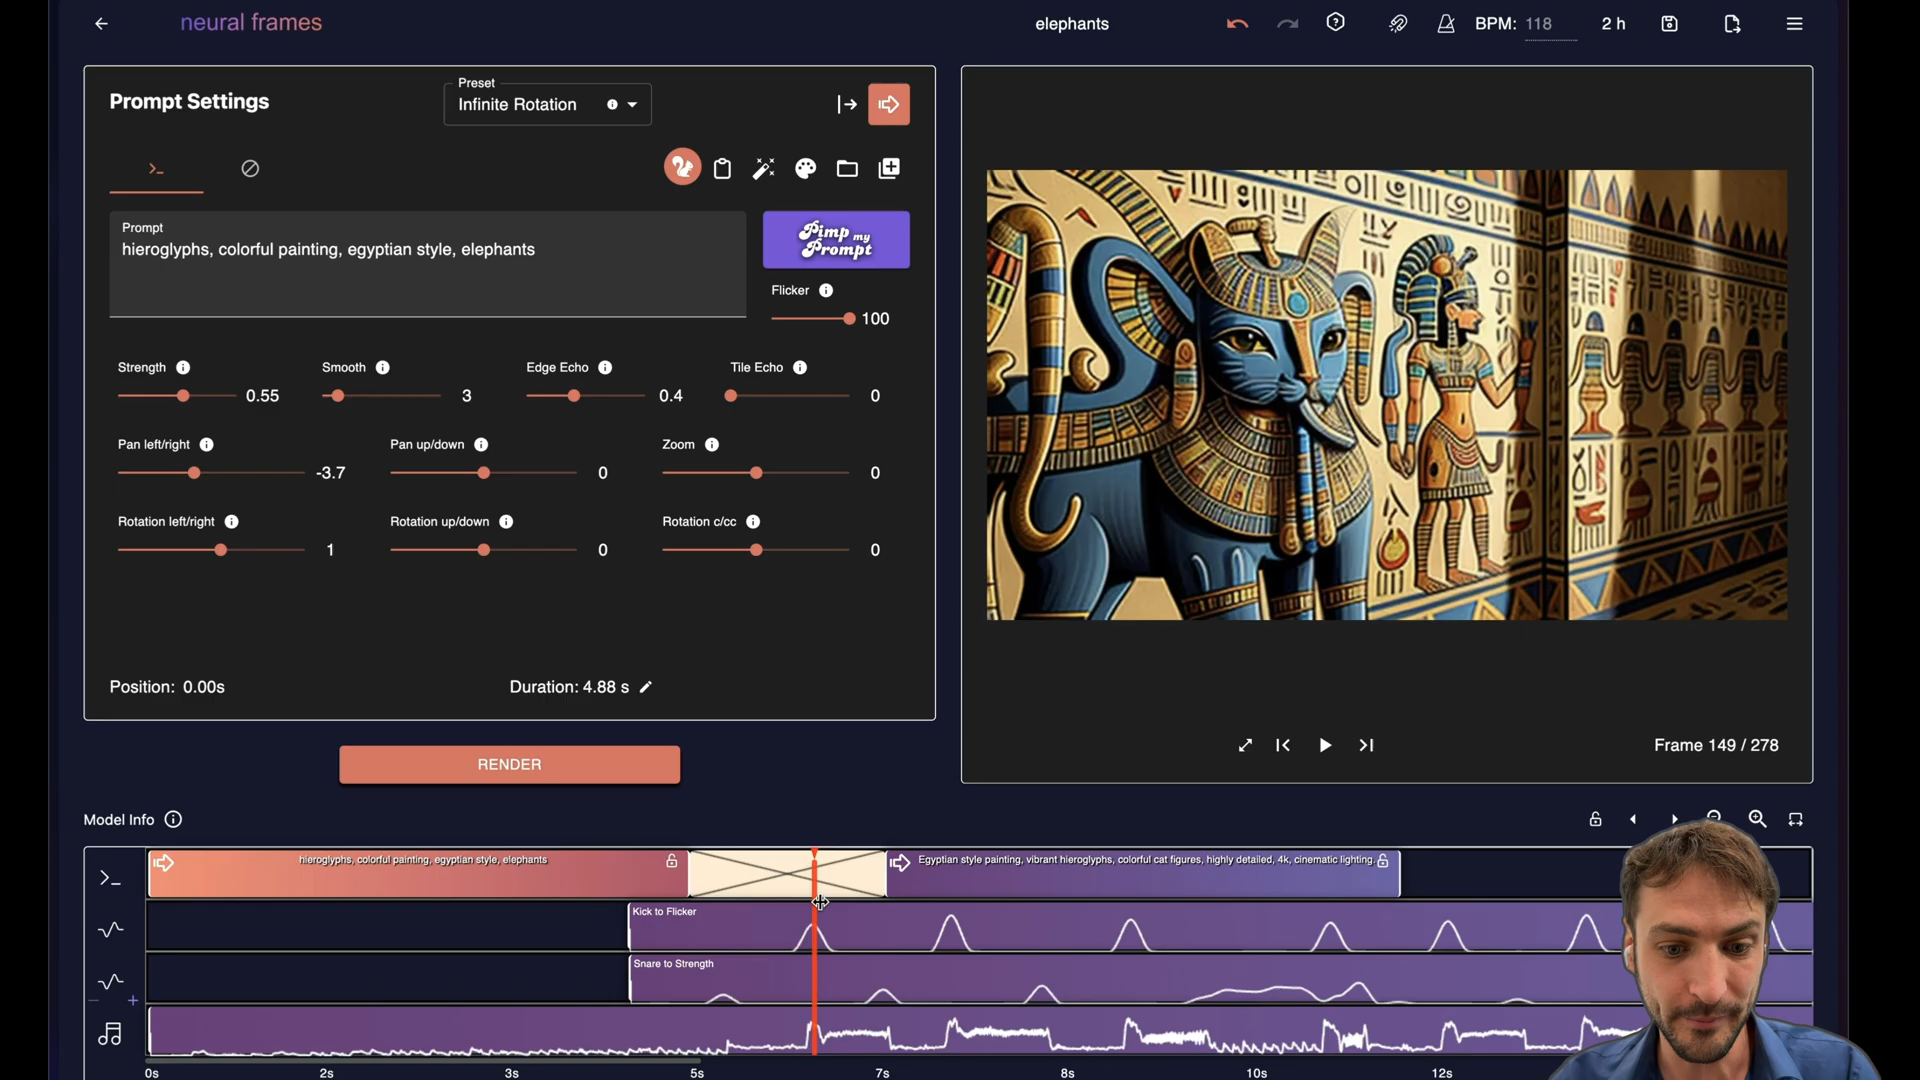 neural frames
elephants
BPM: 118
2 h
Prompt Settings
Preset
Infinite Rotation
Prompt
hieroglyphs, colorful painting, egyptian style, elephants
Pimp my Prompt
Flicker
100
Strength
0.55
Smooth
3
Edge Echo
0.4
Tile Echo
0
Pan left/right
-3.7
Pan up/down
0
Zoom
0
Rotation left/right
1
Rotation up/down
0
Rotation c/cc
0
Position: 0.00s
Duration: 4.88 s
RENDER
Frame 149 / 278
Model Info
hieroglyphs, colorful painting, egyptian style, elephants
Egyptian style painting, vibrant hieroglyphs, colorful cat figures, highly detailed, 4k, cinematic lighting.
Kick to Flicker
Snare to Strength
0s
2s
3s
5s
7s
8s
10s
12s